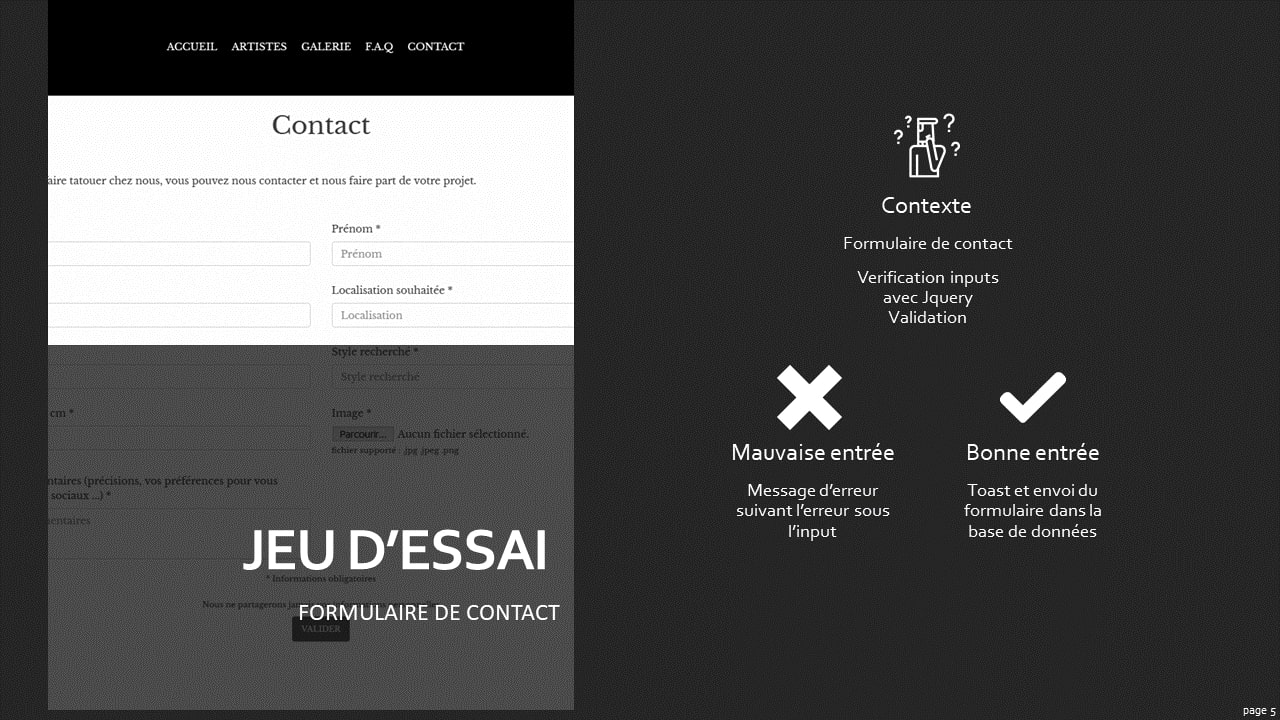 ACCUEIL ARTISTES GALERIE F.A.Q CONTACT
Contact
aire tatouer chez nous, vous pouvez nous contacter et nous faire part de votre projet.
Prénom *
Prénom
Localisation souhaitée *
Localisation
Style recherché *
Style recherché
cm *
Image *
Parcourir... Aucun fichier sélectionné.
fichier supporté : .jpg .jpeg .png
ntaires (précisions, vos préférences pour vous
sociaux ...) *
entaires
JEU D’ESSAI
* Informations obligatoires
Nous ne partagerons
FORMULAIRE DE CONTACT
VALIDER
? ? ? ?
Contexte
Formulaire de contact
Verification inputs
avec Jquery
Validation
Mauvaise entrée
Message d’erreur
suivant l’erreur sous
l’input
Bonne entrée
Toast et envoi du
formulaire dans la
base de données
page 5